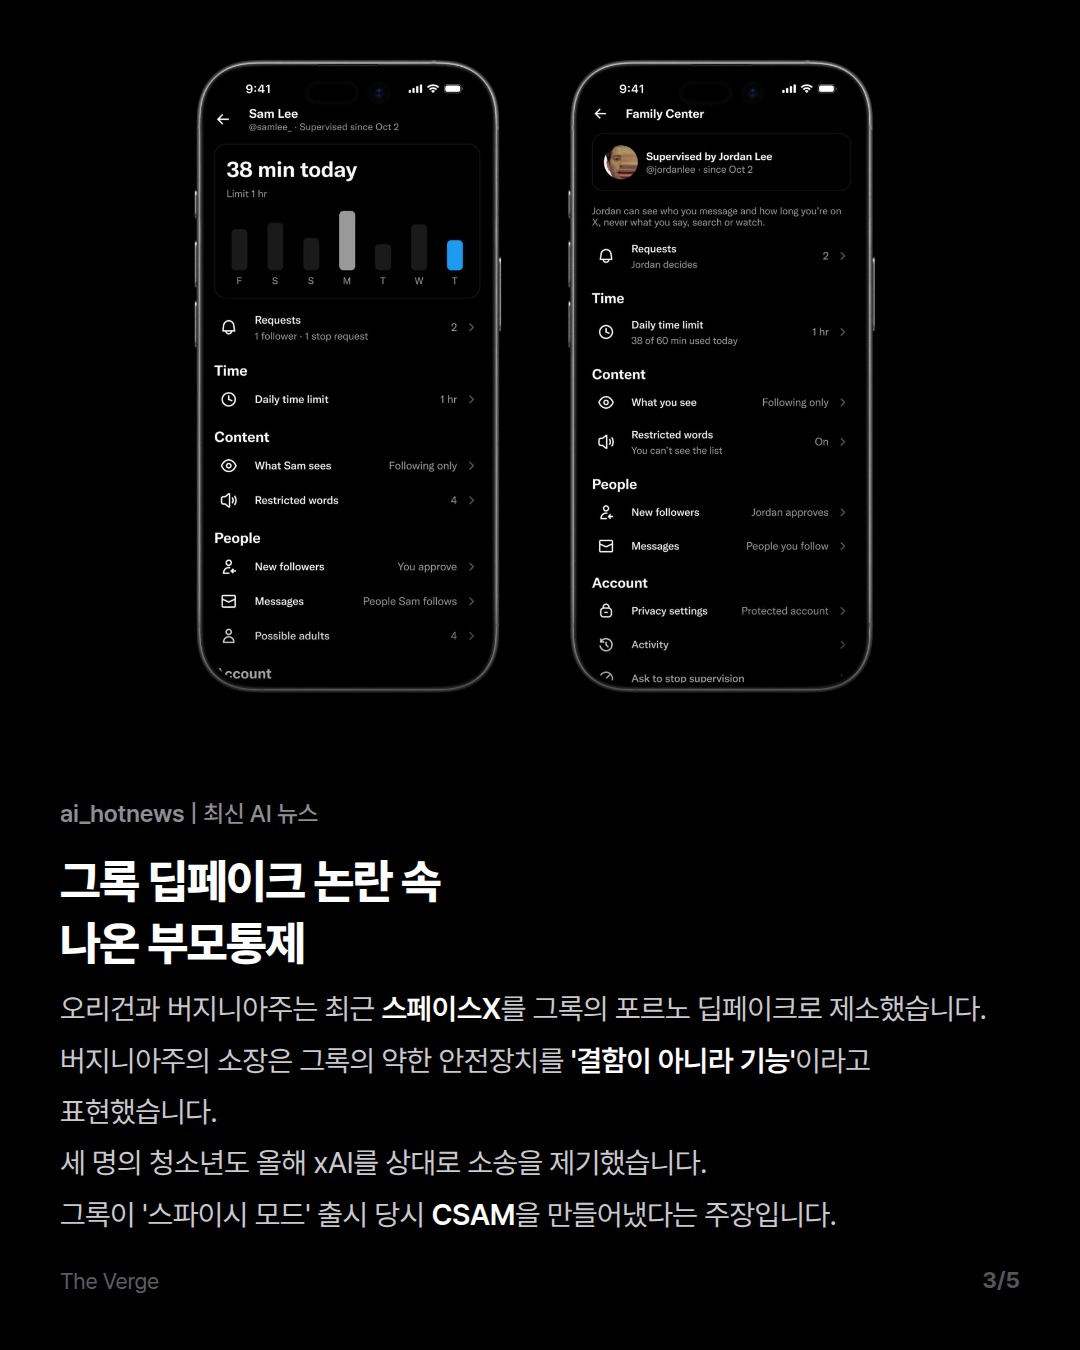 9:41
Sam Lee
@samlee_ · Supervised since Oct 2
38 min today
Limit 1 hr
F S S M T W T
Requests
1 follower · 1 stop request
2
Time
Daily time limit 1 hr
Content
What Sam sees Following only
Restricted words 4
People
New followers You approve
Messages People Sam follows
Possible adults 4
Account
9:41
Family Center
Supervised by Jordan Lee
@jordanlee · since Oct 2
Jordan can see who you message and how long you're on
X, never what you say, search or watch.
Requests
Jordan decides
2
Time
Daily time limit
38 of 60 min used today
1 hr
Content
What you see Following only
Restricted words
You can't see the list
On
People
New followers Jordan approves
Messages People you follow
Account
Privacy settings Protected account
Activity
Ask to stop supervision
ai_hotnews | 최신 AI 뉴스
그록 딥페이크 논란 속
나온 부모통제
오리건과 버지니아주는 최근 스페이스X를 그록의 포르노 딥페이크로 제소했습니다.
버지니아주의 소장은 그록의 약한 안전장치를 '결함이 아니라 기능'이라고
표현했습니다.
세 명의 청소년도 올해 xAI를 상대로 소송을 제기했습니다.
그록이 '스파이시 모드' 출시 당시 CSAM을 만들어냈다는 주장입니다.
The Verge
3/5